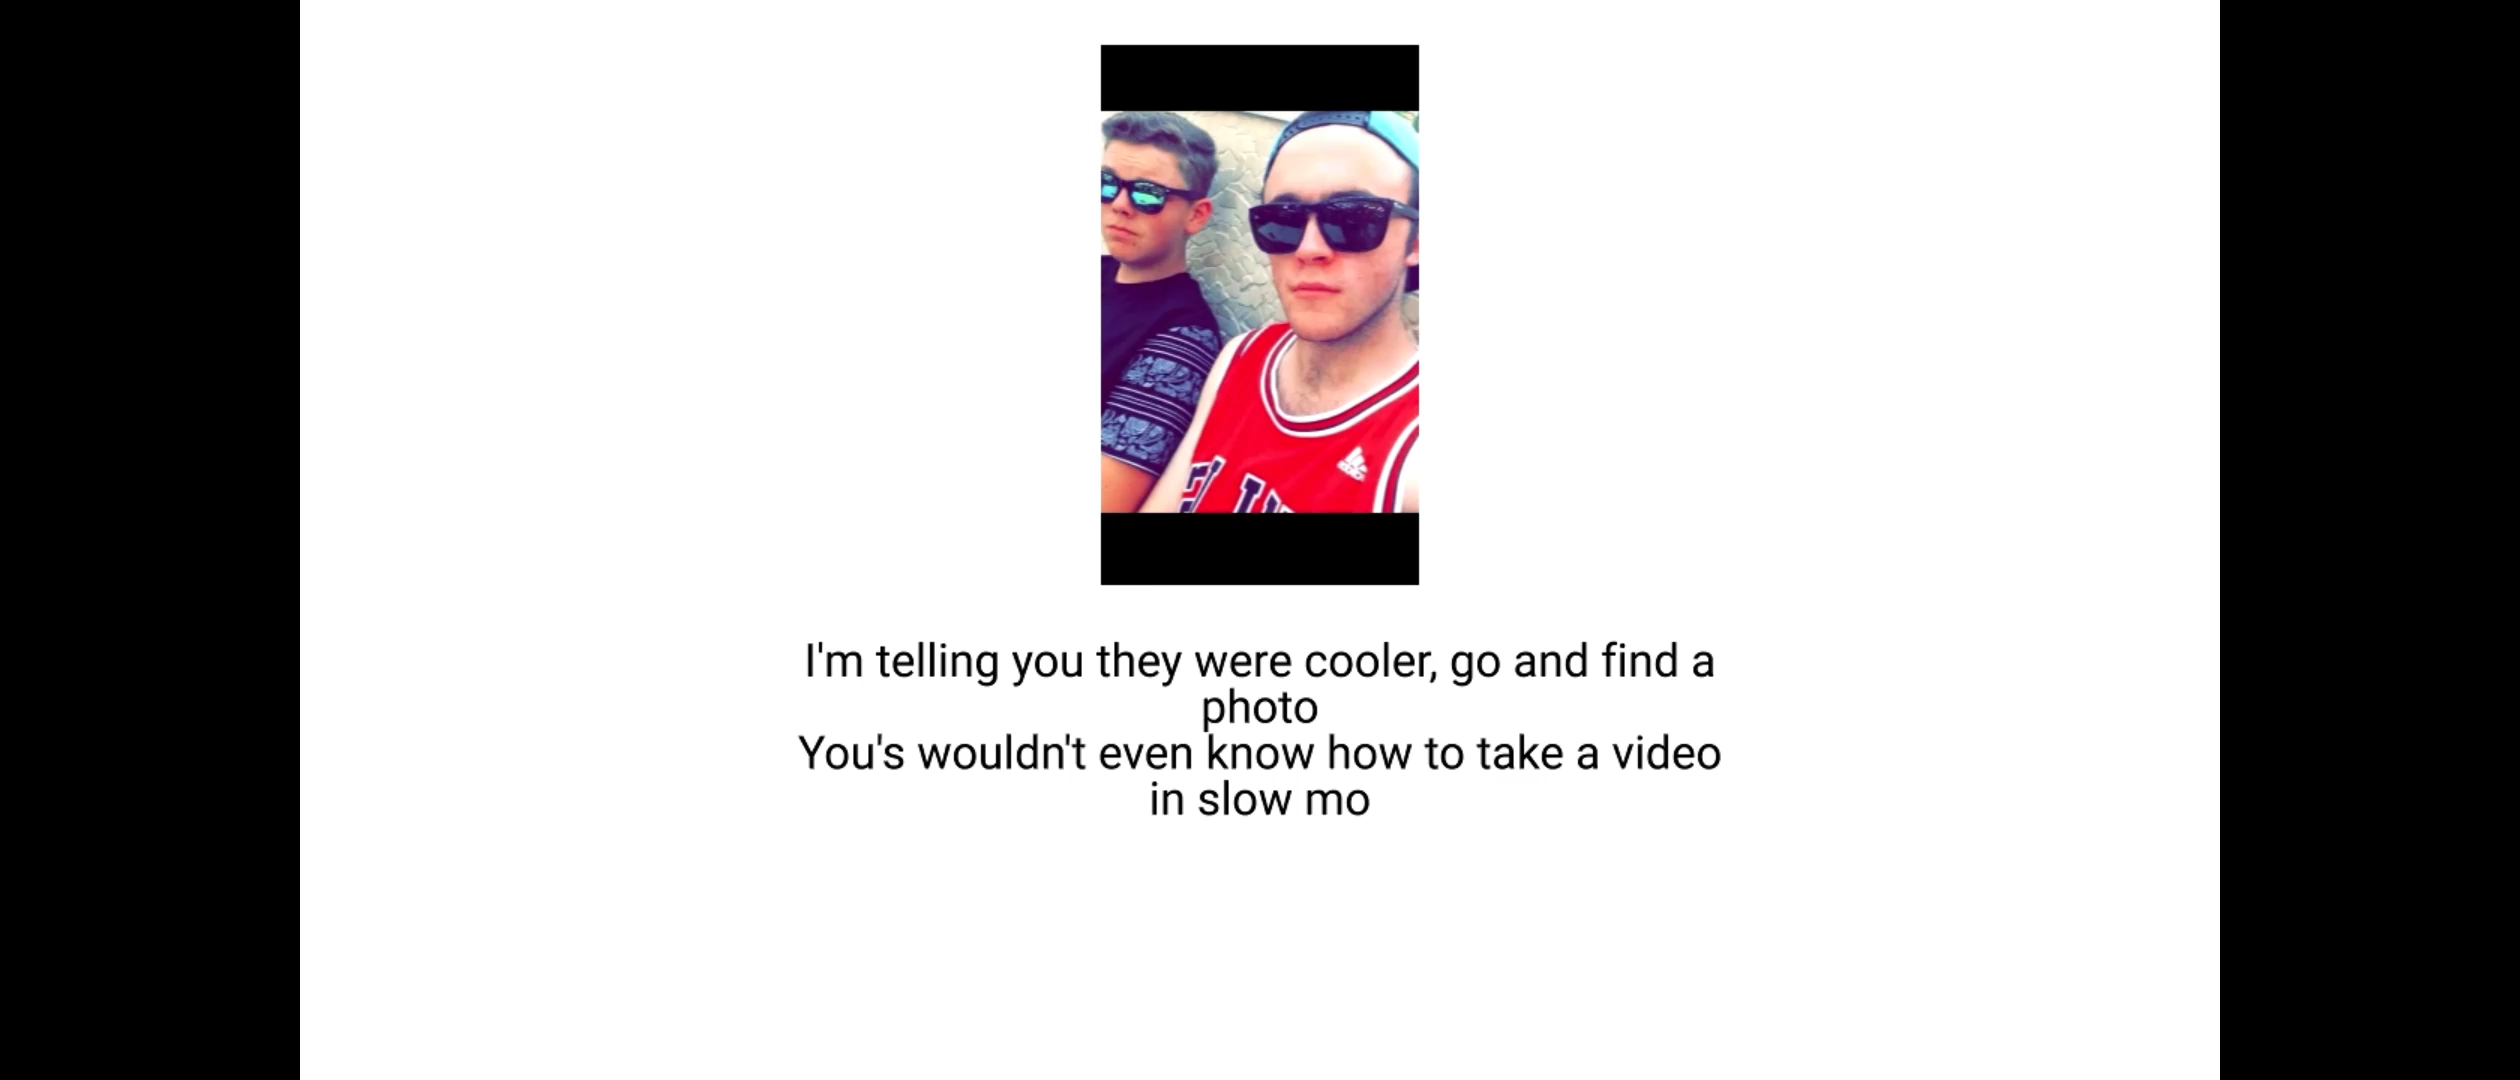 I'm telling you they were cooler, go and find a
photo
You's wouldn't even know how to take a video
in slow mo